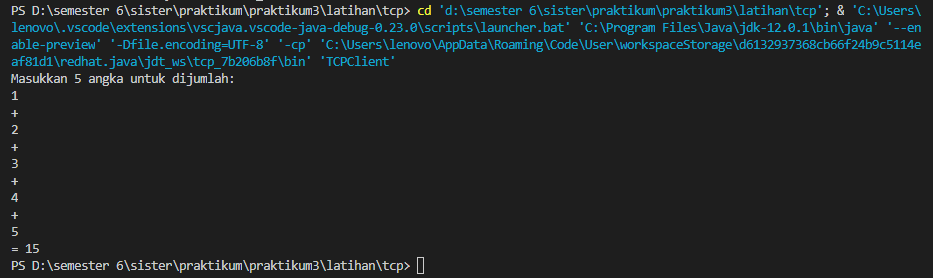 PS D:\semester 6\sister\praktikum\praktikum3\latihan\tcp> cd 'd:\semester 6\sister\praktikum\praktikum3\latihan\tcp'; & 'C:\Users\
lenovo\.vscode\extensions\vscjava.vscode-java-debug-0.23.0\scripts\launcher.bat' 'C:\Program Files\Java\jdk-12.0.1\bin\java' '--en
able-preview' '-Dfile.encoding=UTF-8' '-cp' 'C:\Users\lenovo\AppData\Roaming\Code\User\workspaceStorage\d6132937368cb66f24b9c5114e
af81d1\redhat.java\jdt_ws\tcp_7b206b8f\bin' 'TCPClient'
Masukkan 5 angka untuk dijumlah:
1
+
2
+
3
+
4
+
5
= 15
PS D:\semester 6\sister\praktikum\praktikum3\latihan\tcp>